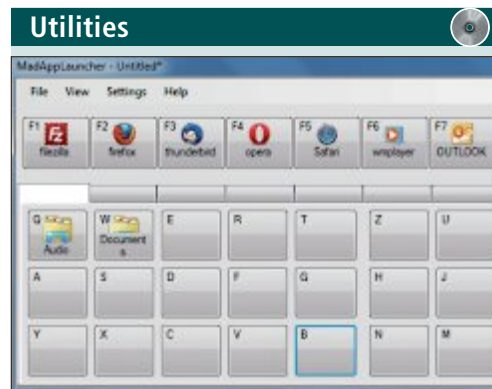 Utilities
MadAppLauncher - Untitled*
File View Settings Help
F1 F2 F3 F4 F5 F6 F7
filezilla firefox thunderbird opera Safari wmplayer OUTLOOK
Q W E R T Z U
Audio Document
s
A S D F G H J
Y X C V B N M